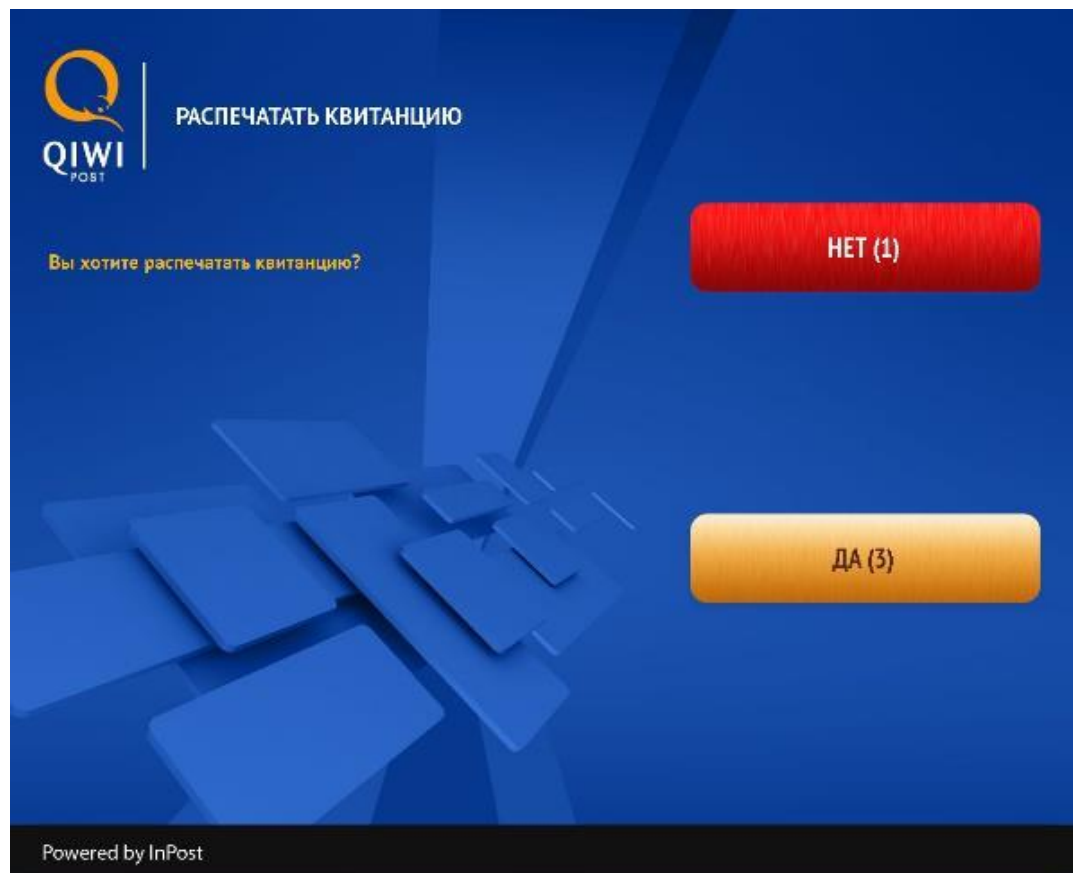 QIWI
POST
РАСПЕЧАТАТЬ КВИТАНЦИЮ
Вы хотите распечатать квитанцию?
НЕТ (1)
ДА (3)
Powered by InPost